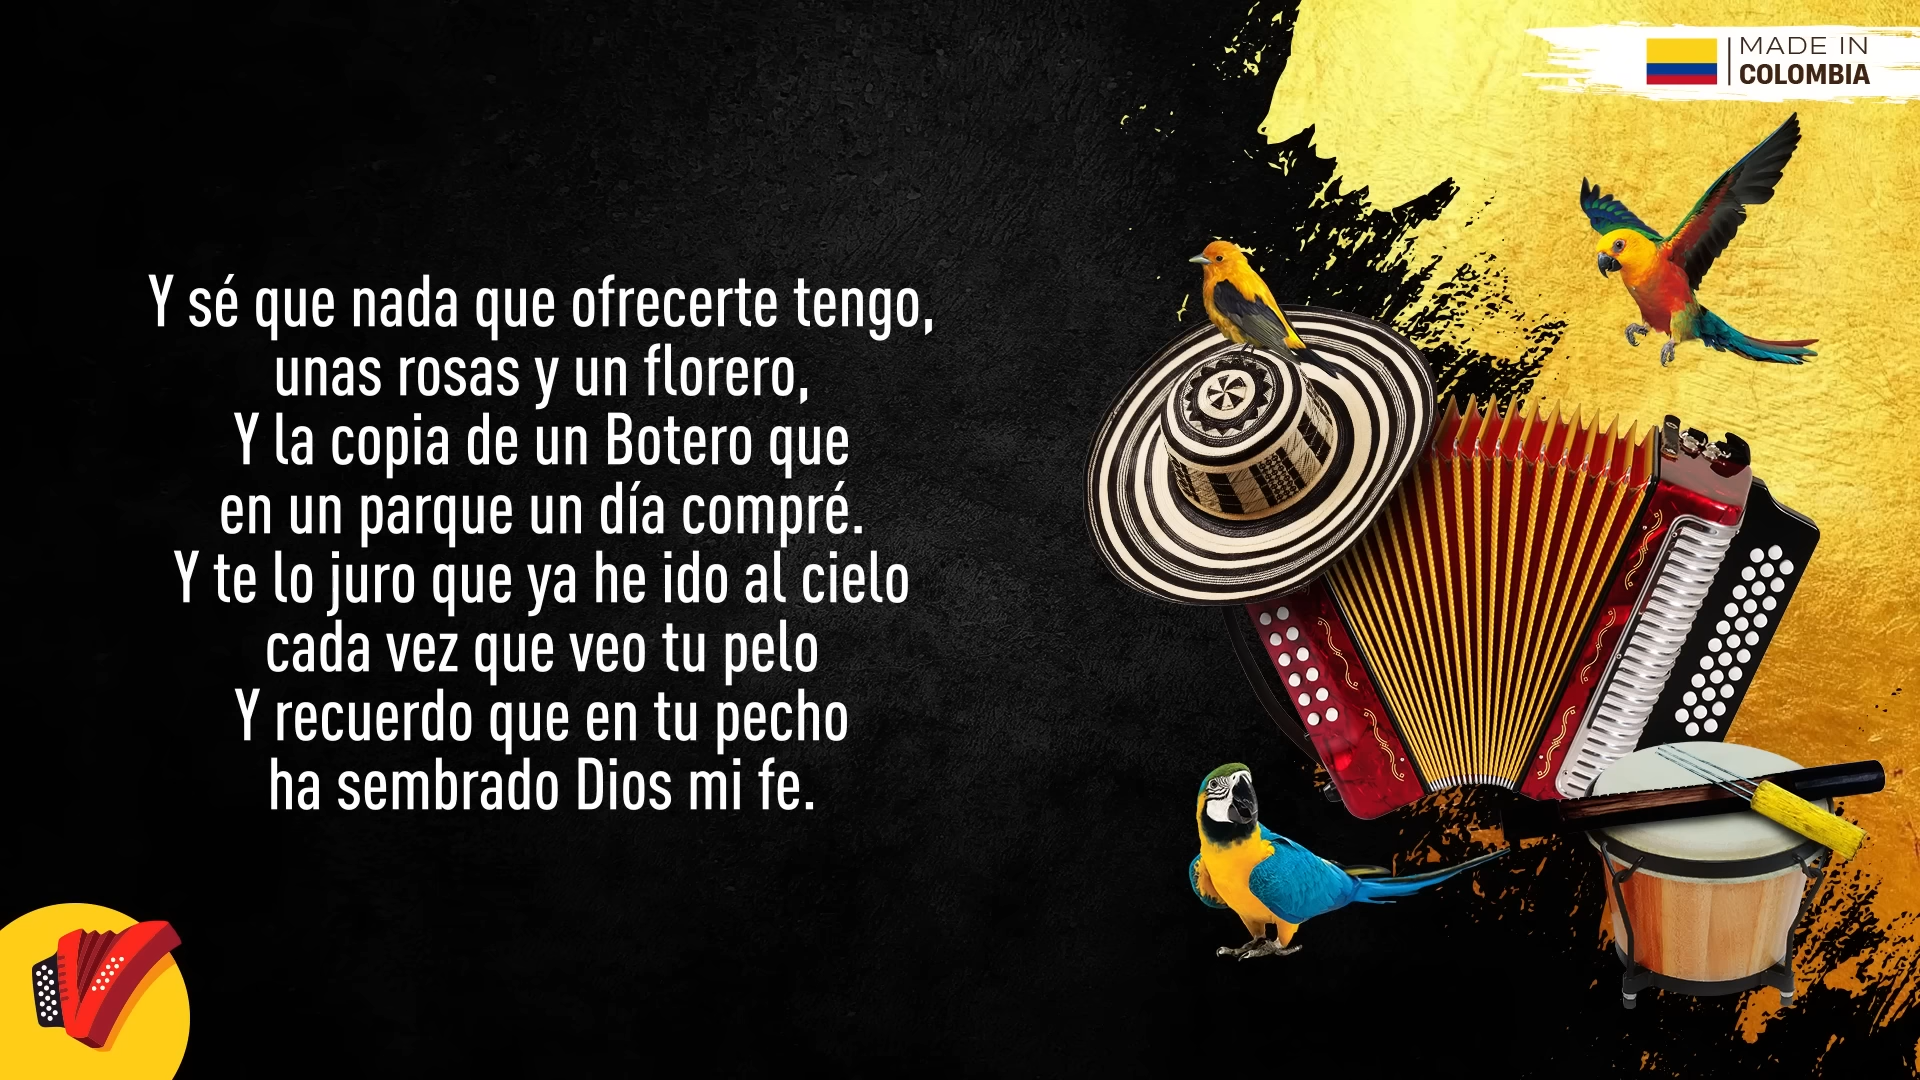 MADE IN
COLOMBIA
Y sé que nada que ofrecerte tengo,
unas rosas y un florero,
Y la copia de un Botero que
en un parque un día compré.
Y te lo juro que ya he ido al cielo
cada vez que veo tu pelo
Y recuerdo que en tu pecho
ha sembrado Dios mi fe.